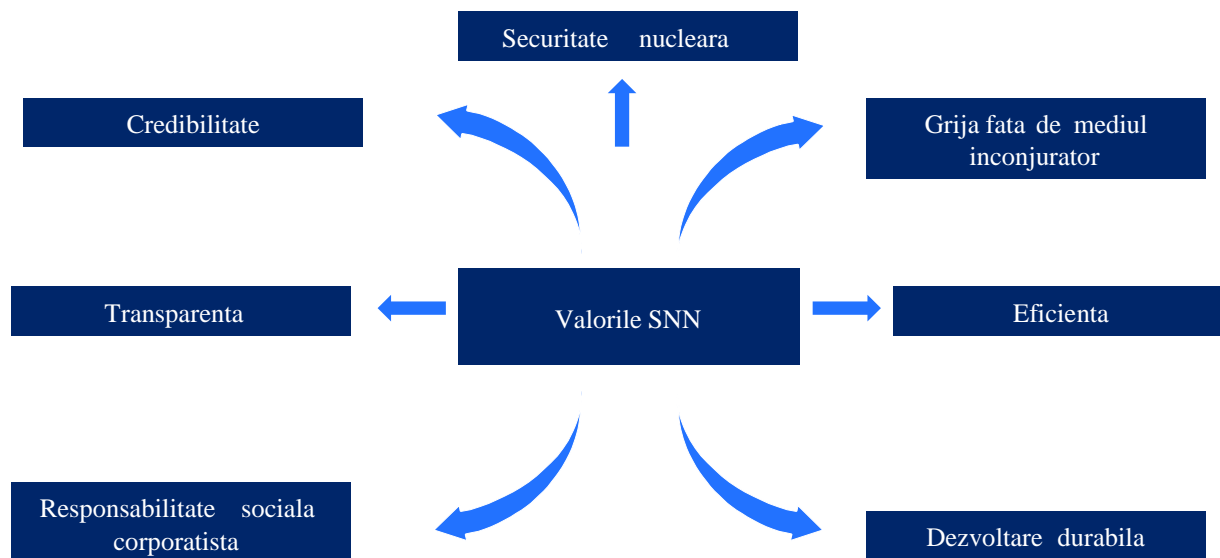 Securitate nucleara
Credibilitate
Grija fata de mediul
inconjurator
Transparenta
Valorile SNN
Eficienta
Responsabilitate sociala
corporatista
Dezvoltare durabila